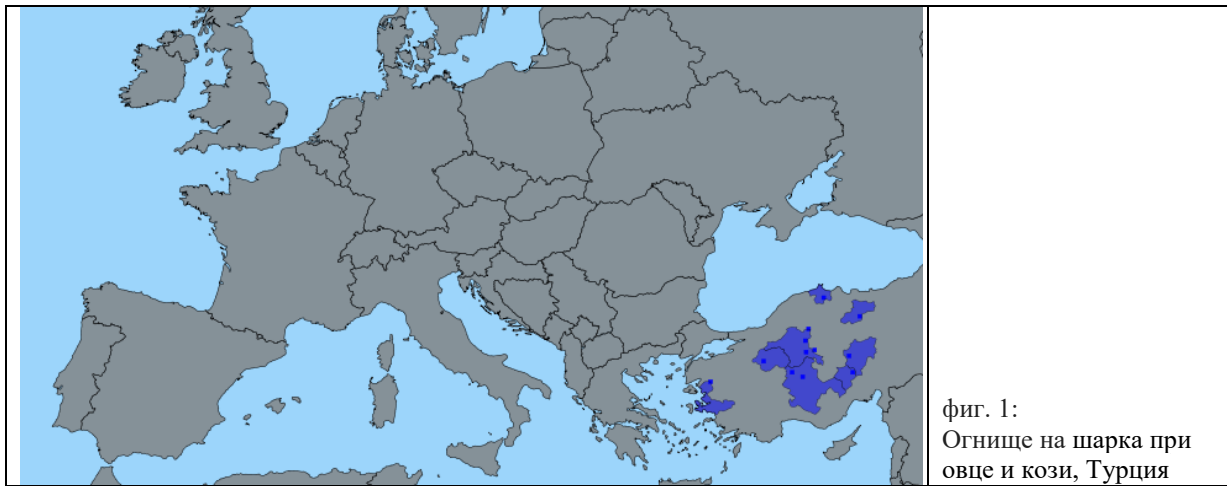 фиг. 1:
Огнище на шарка при
овце и кози, Турция